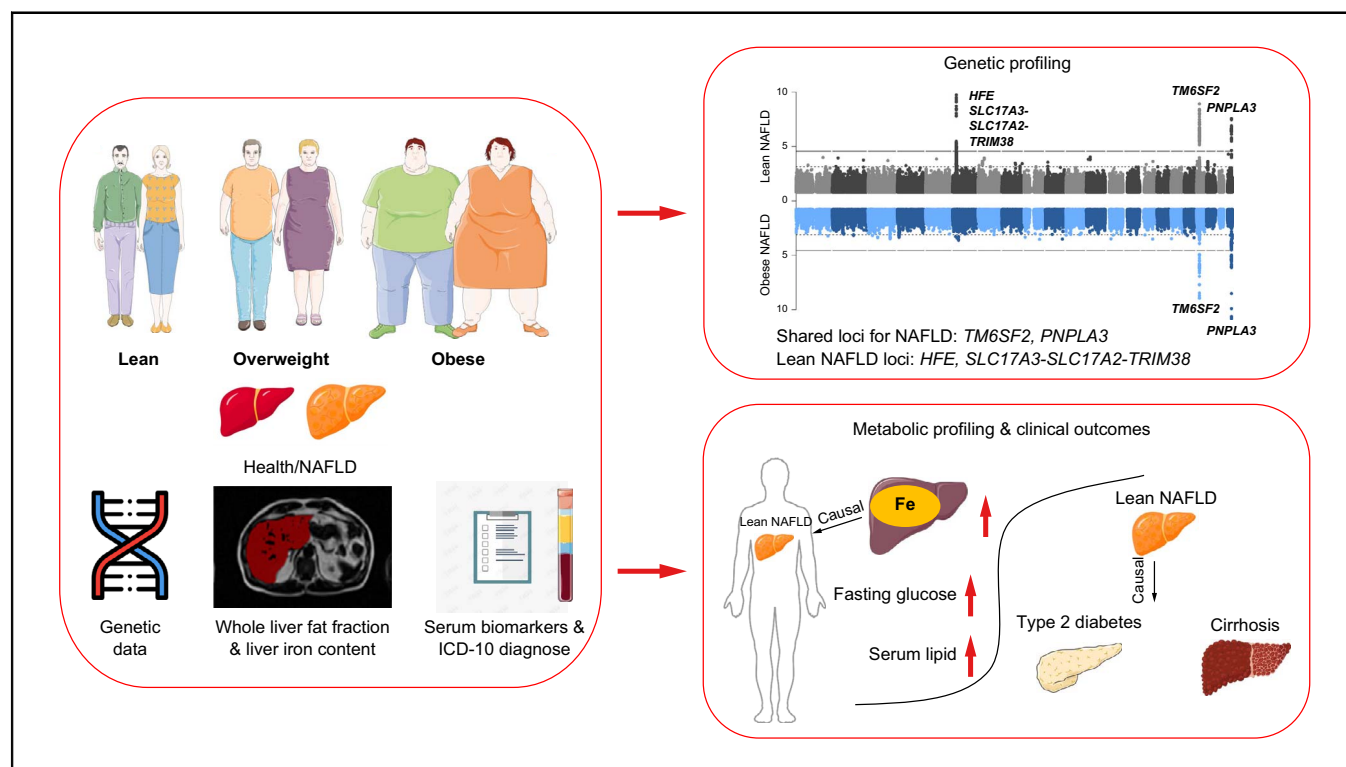 Lean
Overweight
Obese
Health/NAFLD
Genetic
data
Whole liver fat fraction
& liver iron content
Serum biomarkers &
ICD-10 diagnose
Genetic profiling
10
5
0
5
10
Lean NAFLD
Obese NAFLD
HFE
SLC17A3-
SLC17A2-
TRIM38
TM6SF2
PNPLA3
TM6SF2
PNPLA3
Shared loci for NAFLD: TM6SF2, PNPLA3
Lean NAFLD loci: HFE, SLC17A3-SLC17A2-TRIM38
Metabolic profiling & clinical outcomes
Lean NAFLD
Causal
Fe
Fasting glucose
Serum lipid
Lean NAFLD
Causal
Type 2 diabetes
Cirrhosis